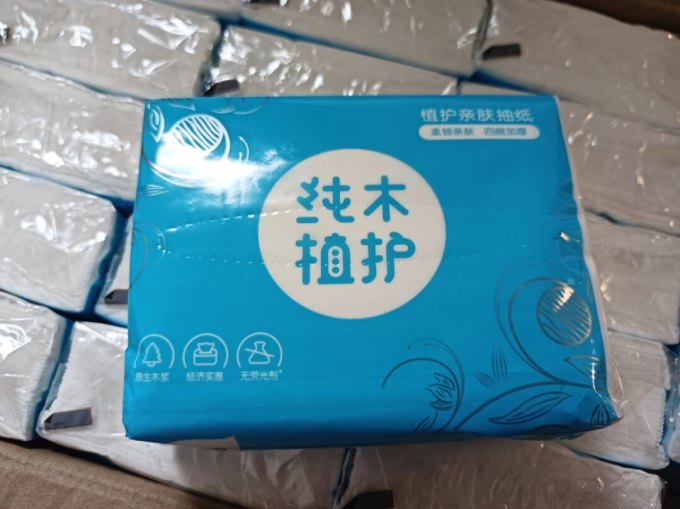 植护亲肤抽纸
柔韧亲肤 四层加厚
纯木
植护
原生木浆
经济实惠
无荧光剂*